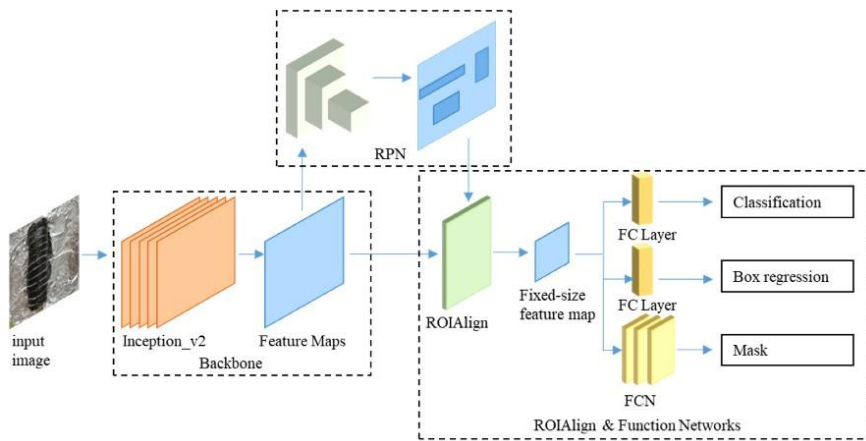 RPN
input
image
Inception_v2
Feature Maps
Backbone
ROIAlign
Fixed-size
feature map
FC Layer
Classification
FC Layer
Box regression
FCN
Mask
ROIAlign & Function Networks